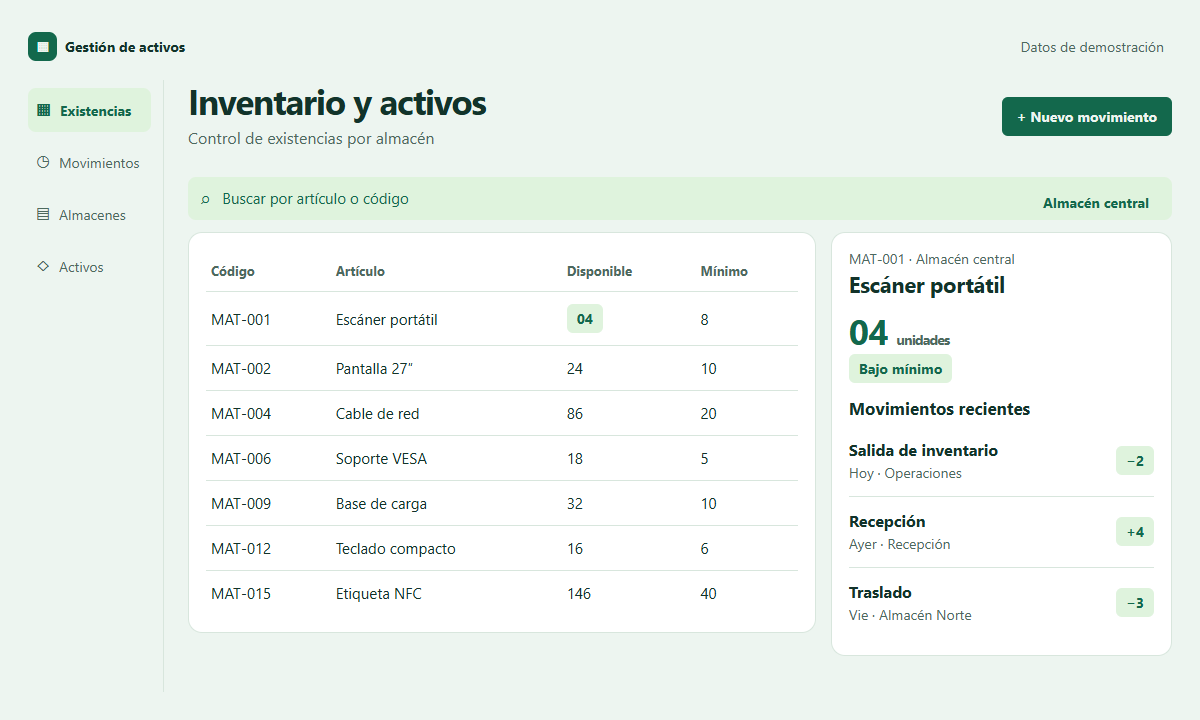 Gestión de activos
Datos de demostración
Existencias
Movimientos
Almacenes
Activos
Inventario y activos
Control de existencias por almacén
+ Nuevo movimiento
Buscar por artículo o código
Almacén central
Código Artículo Disponible Mínimo
MAT-001 Escáner portátil 04 8
MAT-002 Pantalla 27″ 24 10
MAT-004 Cable de red 86 20
MAT-006 Soporte VESA 18 5
MAT-009 Base de carga 32 10
MAT-012 Teclado compacto 16 6
MAT-015 Etiqueta NFC 146 40
MAT-001 · Almacén central
Escáner portátil
04 unidades
Bajo mínimo
Movimientos recientes
Salida de inventario
Hoy · Operaciones
−2
Recepción
Ayer · Recepción
+4
Traslado
Vie · Almacén Norte
−3